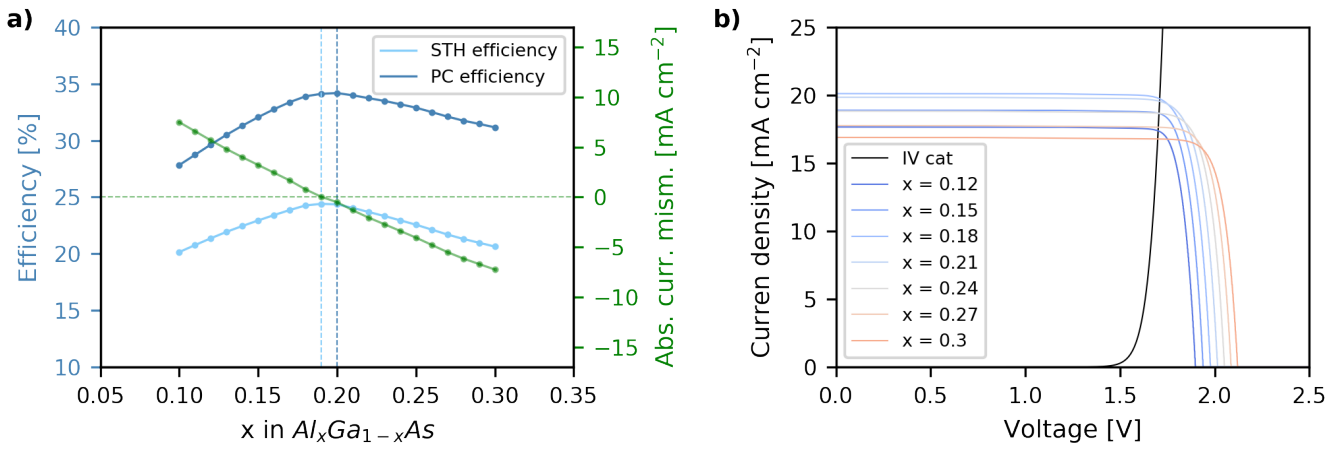 a)
40
35
30
25
20
15
10
Efficiency [%]
STH efficiency
PC efficiency
15
10
5
0
−5
−10
−15
Abs. curr. mism. [mA cm⁻²]
0.05 0.10 0.15 0.20 0.25 0.30 0.35
x in AlₓGa₁₋ₓAs
b)
25
20
15
10
5
0
Curren density [mA cm⁻²]
IV cat
x = 0.12
x = 0.15
x = 0.18
x = 0.21
x = 0.24
x = 0.27
x = 0.3
0.0 0.5 1.0 1.5 2.0 2.5
Voltage [V]